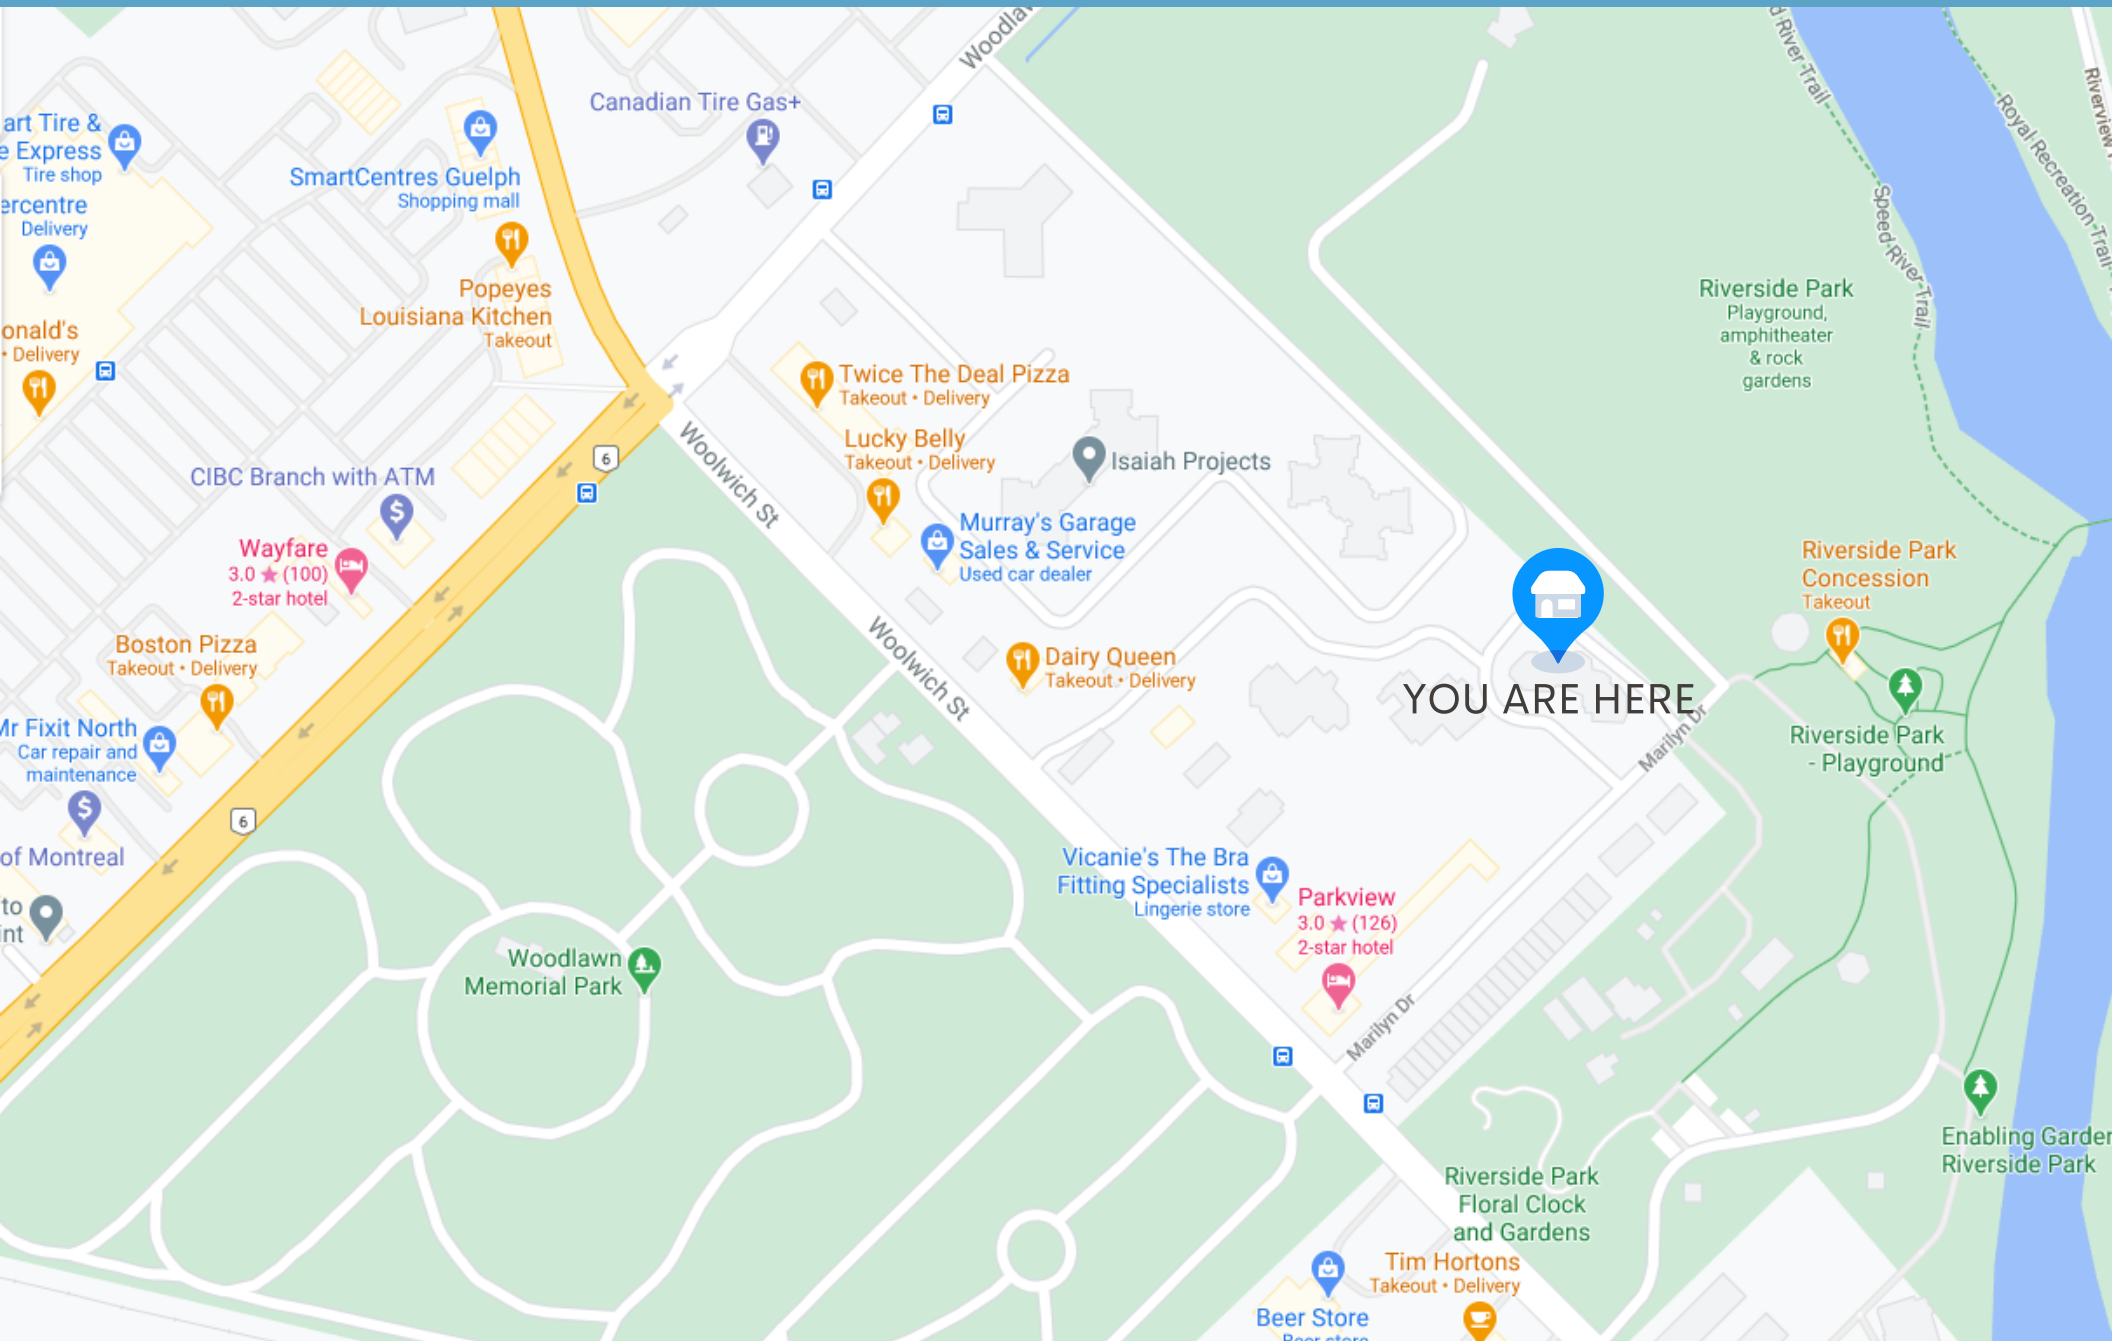 Woodlaw
d River Trail
Riverview
Canadian Tire Gas+
art Tire &
e Express
Tire shop
Royal Recreation Trail
SmartCentres Guelph
Shopping mall
ercentre
Delivery
Speed River Trail
Popeyes
Louisiana Kitchen
Takeout
Riverside Park
Playground,
amphitheater
& rock
gardens
onald's
• Delivery
Twice The Deal Pizza
Takeout • Delivery
Lucky Belly
Takeout • Delivery
Woolwich St
6
Isaiah Projects
CIBC Branch with ATM
Murray's Garage
Sales & Service
Used car dealer
Wayfare
3.0 ★ (100)
2-star hotel
Riverside Park
Concession
Takeout
Boston Pizza
Takeout • Delivery
Woolwich St
Dairy Queen
Takeout • Delivery
YOU ARE HERE
Marilyn Dr
Mr Fixit North
Car repair and
maintenance
Riverside Park
- Playground
6
of Montreal
Vicanie's The Bra
Fitting Specialists
Lingerie store
Parkview
3.0 ★ (126)
2-star hotel
to
int
Woodlawn
Memorial Park
Marilyn Dr
Enabling Garden
Riverside Park
Riverside Park
Floral Clock
and Gardens
Tim Hortons
Takeout • Delivery
Beer Store
Beer store